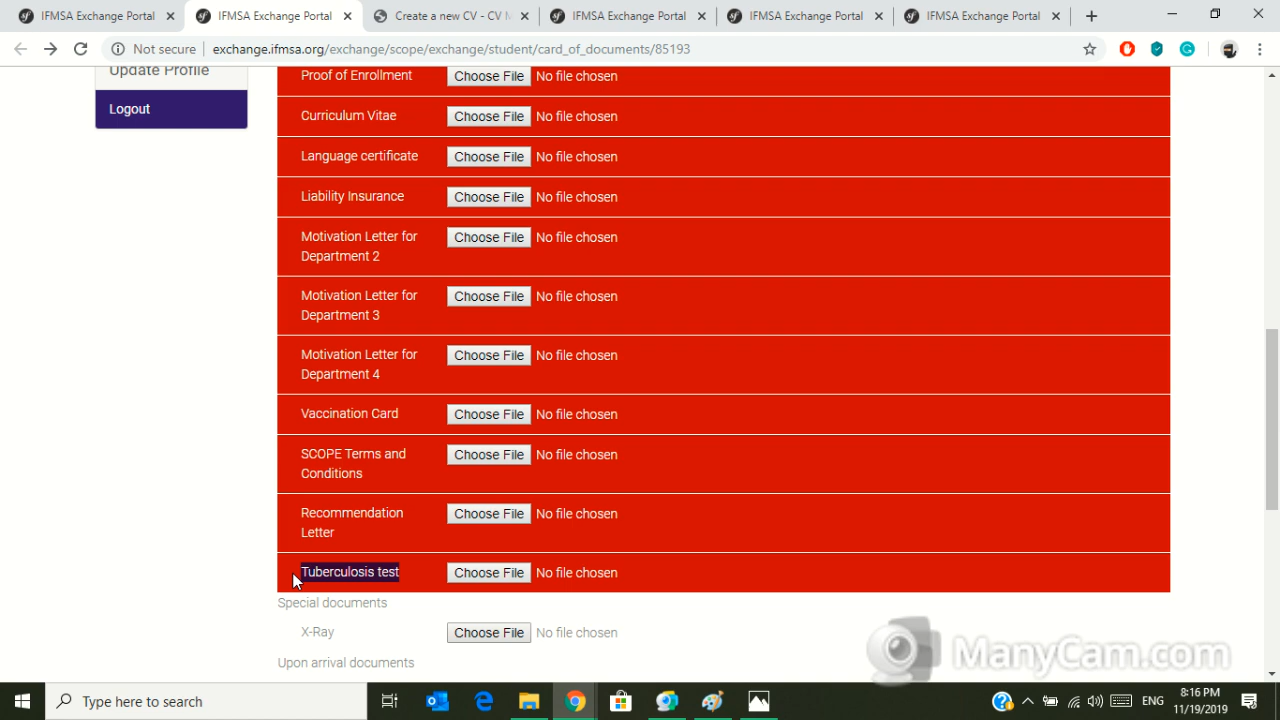 IFMSA Exchange Portal
IFMSA Exchange Portal
Create a new CV - CV M
IFMSA Exchange Portal
IFMSA Exchange Portal
IFMSA Exchange Portal
Not secure
exchange.ifmsa.org/exchange/scope/exchange/student/card_of_documents/85193
Update Profile
Logout
Proof of Enrollment Choose File No file chosen
Curriculum Vitae Choose File No file chosen
Language certificate Choose File No file chosen
Liability Insurance Choose File No file chosen
Motivation Letter for Choose File No file chosen
Department 2
Motivation Letter for Choose File No file chosen
Department 3
Motivation Letter for Choose File No file chosen
Department 4
Vaccination Card Choose File No file chosen
SCOPE Terms and Choose File No file chosen
Conditions
Recommendation Choose File No file chosen
Letter
Tuberculosis test Choose File No file chosen
Special documents
X-Ray Choose File No file chosen
Upon arrival documents
ManyCam.com
Type here to search
ENG
8:16 PM
11/19/2019